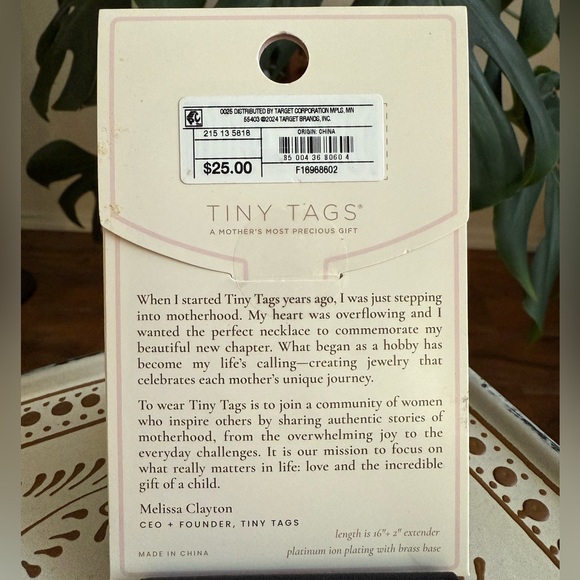 0025 DISTRIBUTED BY TARGET CORPORATION MPLS, MN
55403 @2024 TARGET BRANDS, INC.
215 13 5818
ORIGIN: CHINA
85 004 36 8060 4
$25.00
F16968602
TINY TAGS®
A MOTHER'S MOST PRECIOUS GIFT
When I started Tiny Tags years ago, I was just stepping
into motherhood. My heart was overflowing and I
wanted the perfect necklace to commemorate my
beautiful new chapter. What began as a hobby has
become my life's calling—creating jewelry that
celebrates each mother's unique journey.
To wear Tiny Tags is to join a community of women
who inspire others by sharing authentic stories of
motherhood, from the overwhelming joy to the
everyday challenges. It is our mission to focus on
what really matters in life: love and the incredible
gift of a child.
Melissa Clayton
CEO + FOUNDER, TINY TAGS
length is 16"+ 2" extender
MADE IN CHINA
platinum ion plating with brass base